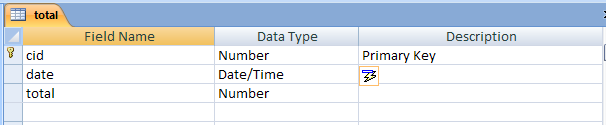 total
Field Name Data Type Description
cid Number Primary Key
date Date/Time
total Number